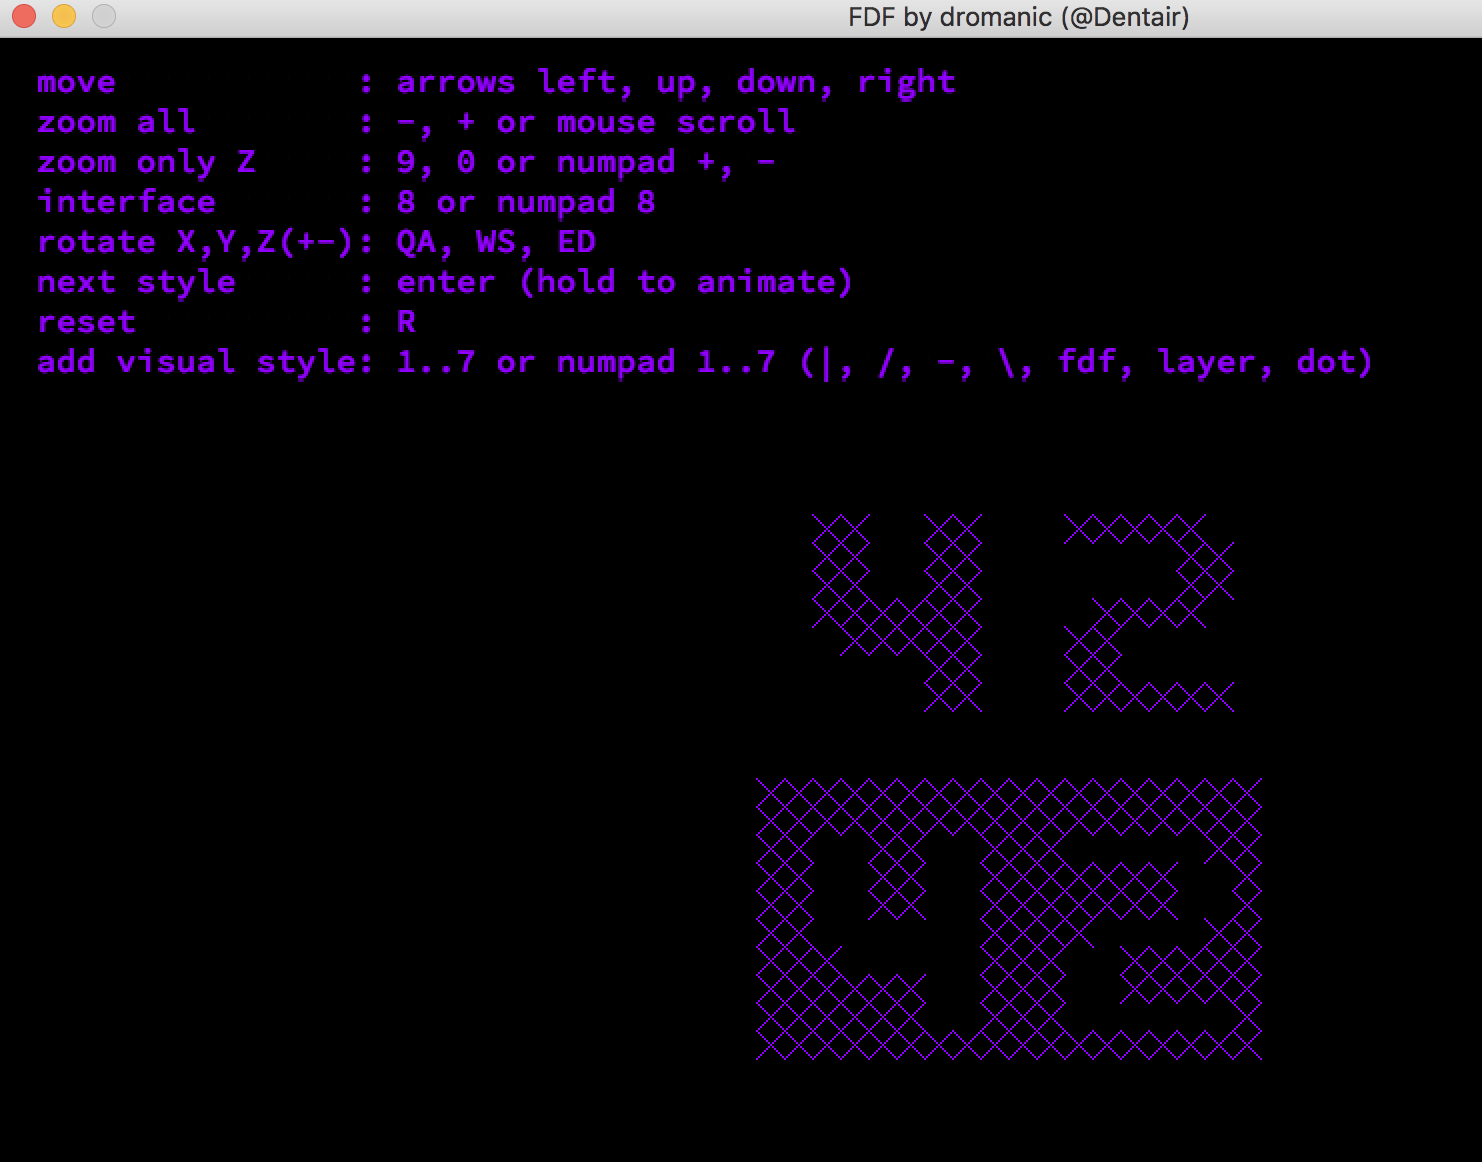 FDF by dromanic (@Dentair)
move : arrows left, up, down, right
zoom all : -, + or mouse scroll
zoom only Z : 9, 0 or numpad +, -
interface : 8 or numpad 8
rotate X,Y,Z(+-): QA, WS, ED
next style : enter (hold to animate)
reset : R
add visual style: 1..7 or numpad 1..7 (|, /, -, \, fdf, layer, dot)
42
42